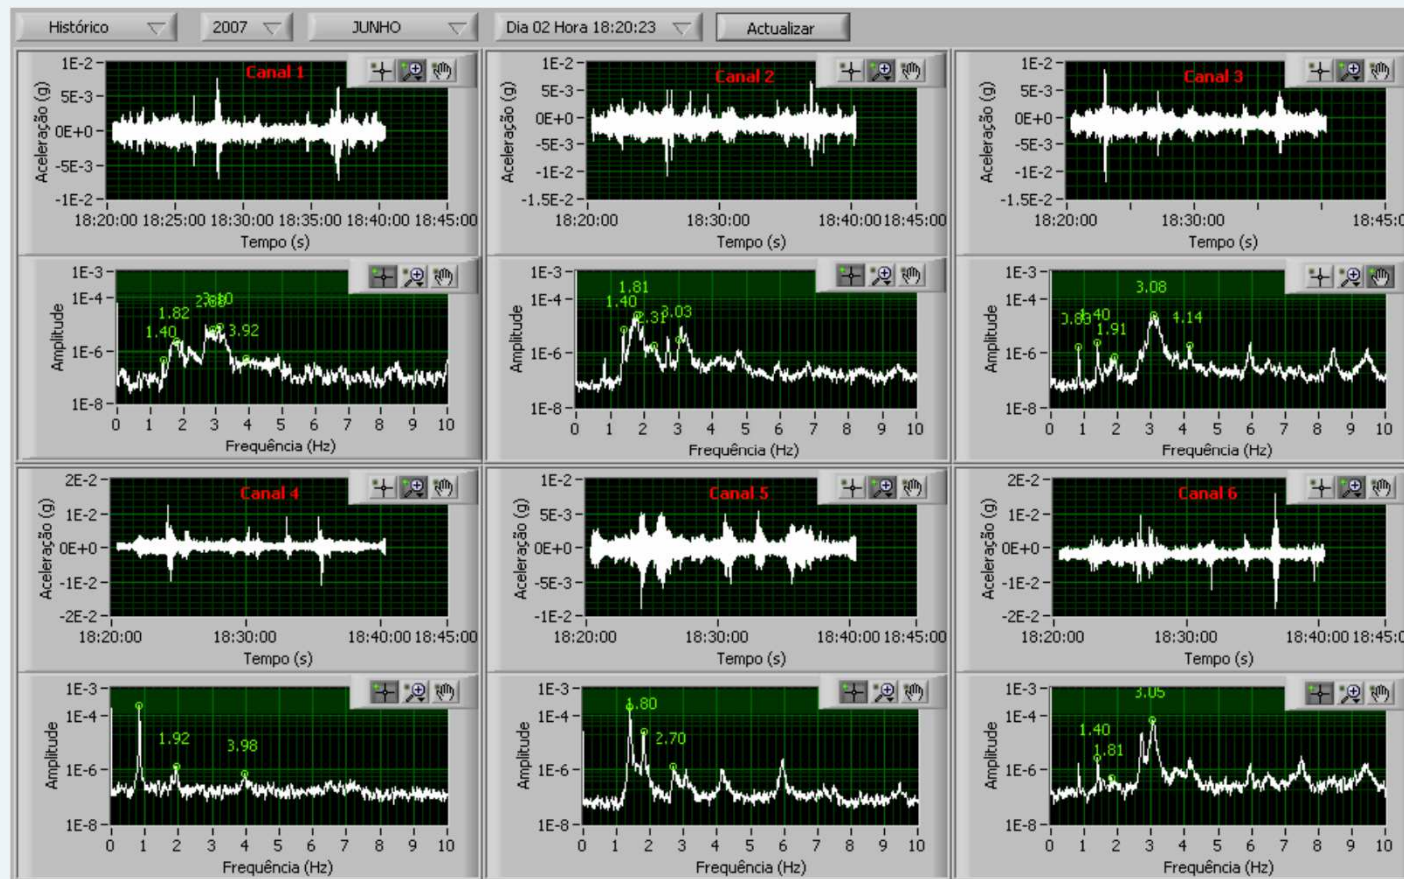 Histórico 2007 JUNHO Dia 02 Hora 18:20:23 Actualizar
Canal 1
Aceleração (g)
1E-2
5E-3
0E+0
-5E-3
-1E-2
18:20:00 18:25:00 18:30:00 18:35:00 18:40:00 18:45:00
Tempo (s)
Canal 2
Aceleração (g)
1E-2
5E-3
0E+0
-5E-3
-1E-2
-1.5E-2
18:20:00 18:30:00 18:40:00 18:45:00
Tempo (s)
Canal 3
Aceleração (g)
1E-2
5E-3
0E+0
-5E-3
-1E-2
-1.5E-2
18:20:00 18:30:00 18:45:0
Tempo (s)
Amplitude
1E-3
1E-4
1E-6
1E-8
3.10
1.82
1.40 3.92
0 1 2 3 4 5 6 7 8 9 10
Frequência (Hz)
Amplitude
1E-3
1E-4
1E-6
1E-8
1.81
1.40
3.03
0 1 2 3 4 5 6 7 8 9 10
Frequência (Hz)
Amplitude
1E-3
1E-4
1E-6
1E-8
3.08
4.14
1.91
0 1 2 3 4 5 6 7 8 9 10
Frequência (Hz)
Canal 4
Aceleração (g)
2E-2
1E-2
0E+0
-1E-2
-2E-2
18:20:00 18:30:00 18:40:00 18:45:00
Tempo (s)
Canal 5
Aceleração (g)
1E-2
5E-3
0E+0
-5E-3
-1E-2
18:20:00 18:30:00 18:40:00 18:45:00
Tempo (s)
Canal 6
Aceleração (g)
2E-2
1E-2
0E+0
-1E-2
-2E-2
18:20:00 18:30:00 18:40:00 18:45:0
Tempo (s)
Amplitude
1E-3
1E-4
1E-6
1E-8
1.92
3.98
0 1 2 3 4 5 6 7 8 9 10
Frequência (Hz)
Amplitude
1E-3
1E-4
1E-6
1E-8
1.80
2.70
0 1 2 3 4 5 6 7 8 9 10
Frequência (Hz)
Amplitude
1E-3
1E-4
1E-6
1E-8
3.05
1.40
1.81
0 1 2 3 4 5 6 7 8 9 10
Frequência (Hz)